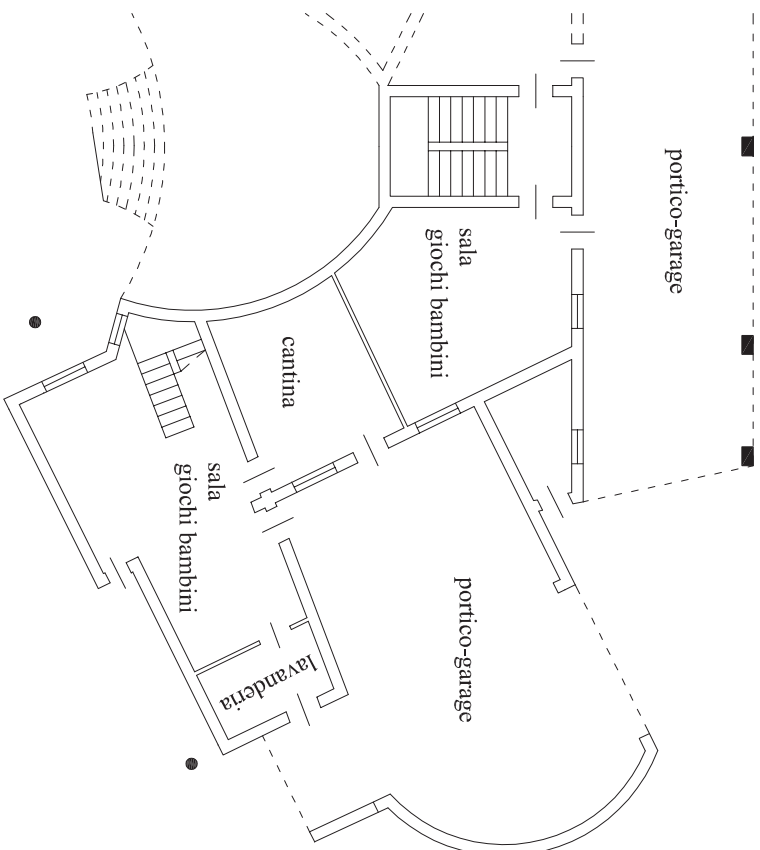 portico-garage
sala
giochi bambini
cantina
sala
giochi bambini
portico-garage
lavanderia